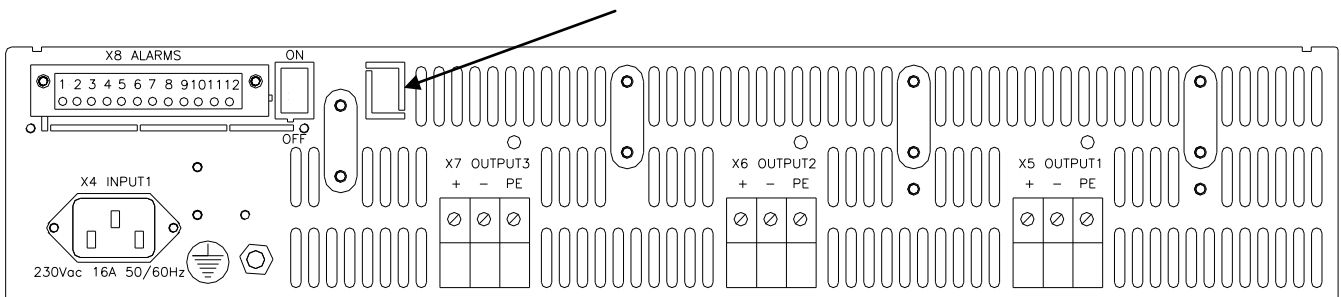 X8 ALARMS
ON
1 2 3 4 5 6 7 8 9 10 11 12
OFF
X7 OUTPUT3
+ − PE
X6 OUTPUT2
+ − PE
X5 OUTPUT1
+ − PE
X4 INPUT1
230Vac 16A 50/60Hz